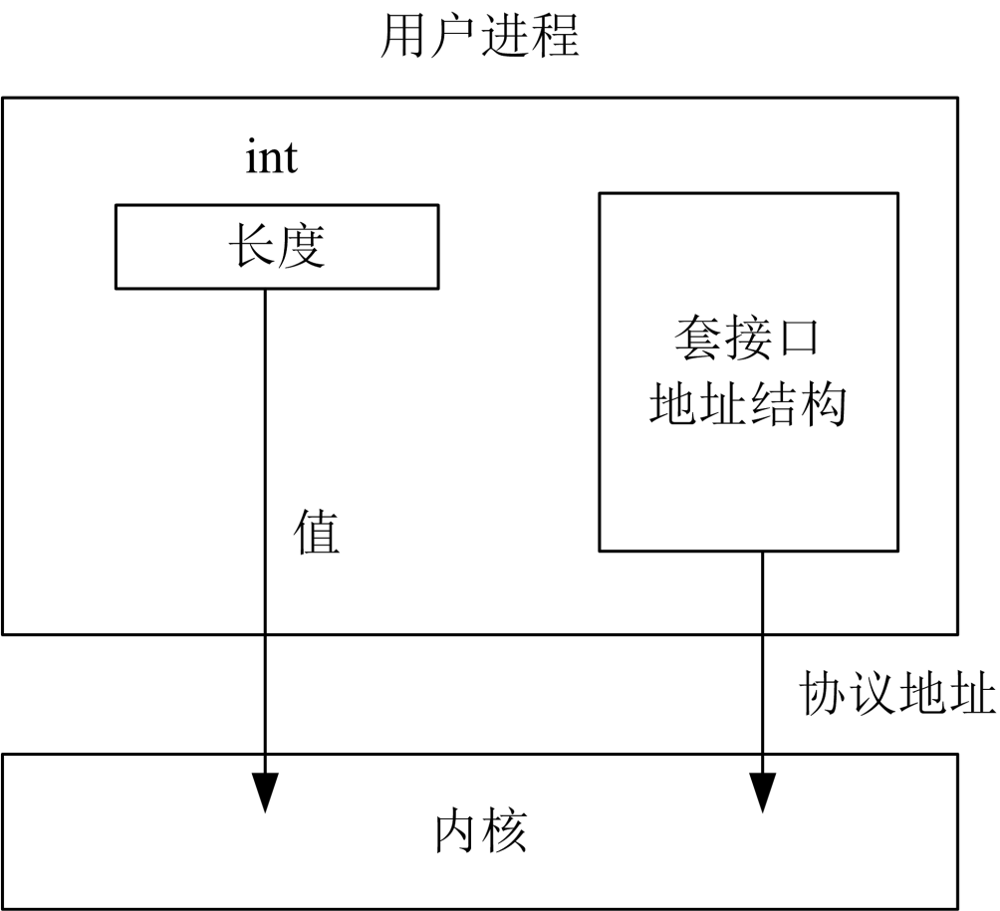 用户进程
int
长度
套接口
地址结构
值
协议地址
内核